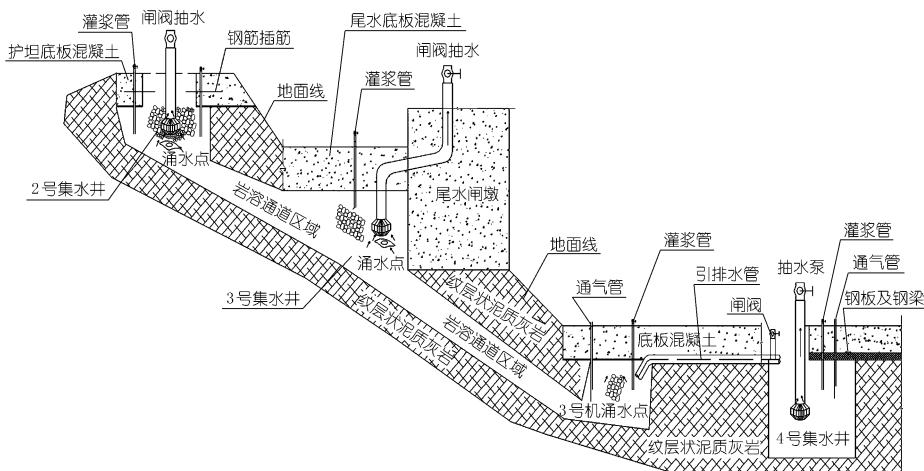 灌浆管
护坦底板混凝土
闸阀抽水
钢筋插筋
尾水底板混凝土
闸阀抽水
灌浆管
地面线
涌水点
2号集水井
岩溶通道区域
尾水闸墩
涌水点
3号集水井
纹层状泥质灰岩
地面线
纹层状泥质灰岩
岩溶通道区域
通气管
灌浆管
引排水管
闸阀
抽水泵
灌浆管
通气管
钢板及钢梁
底板混凝土
3号机涌水点
纹层状泥质灰岩
4号集水井